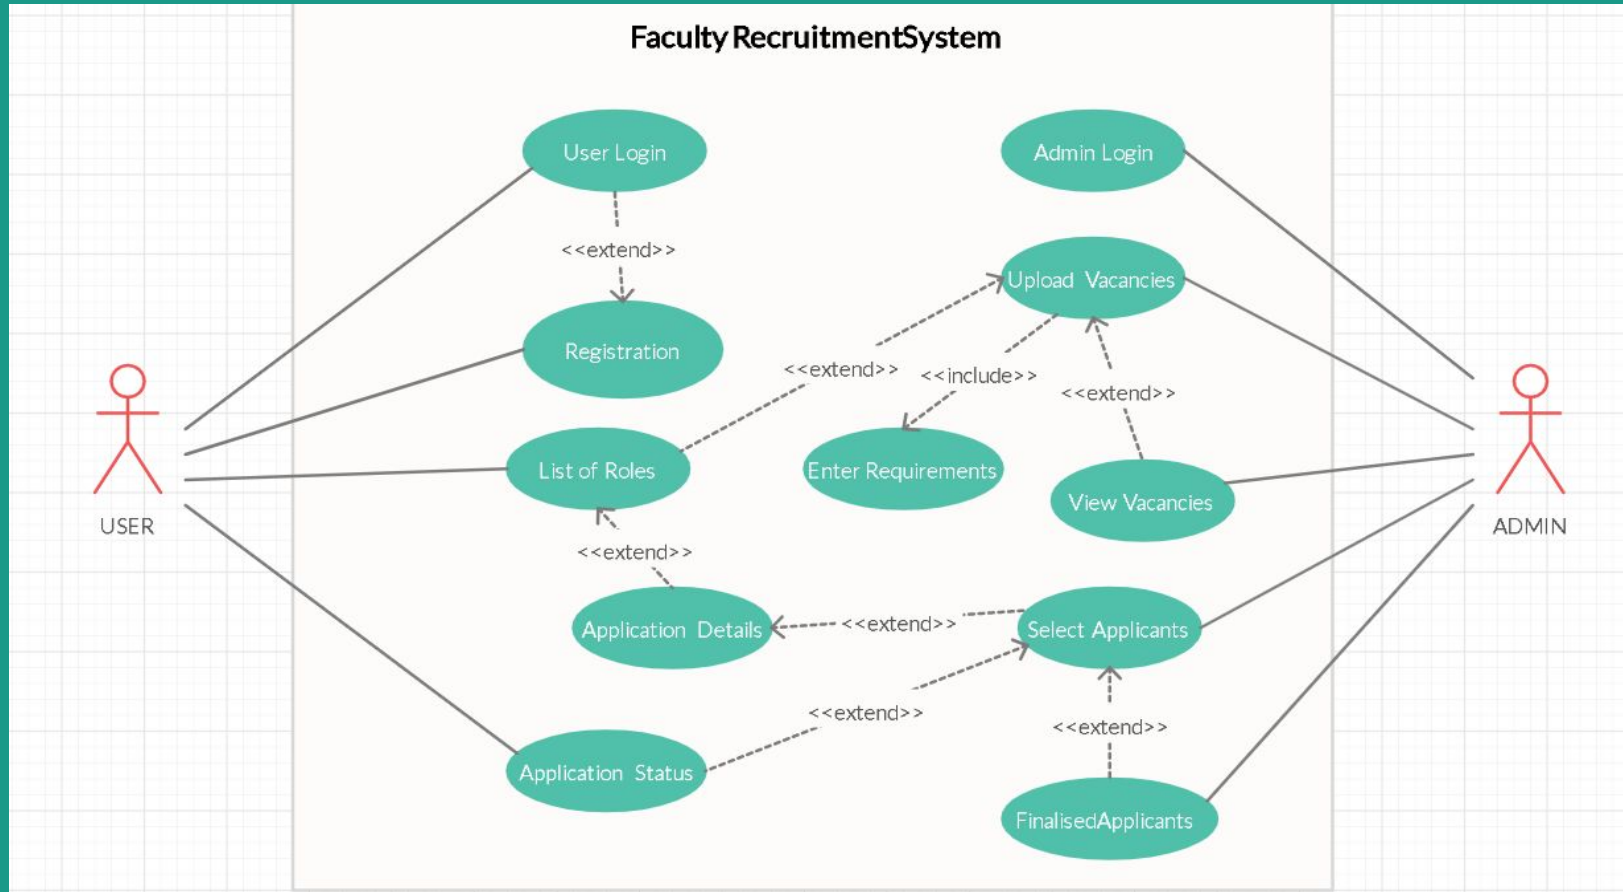 Faculty RecruitmentSystem
User Login
Admin Login
<<extend>>
Upload Vacancies
Registration
<<extend>>
<<include>>
<<extend>>
List of Roles
Enter Requirements
View Vacancies
USER
ADMIN
<<extend>>
Application Details
<<extend>>
Select Applicants
<<extend>>
<<extend>>
Application Status
FinalisedApplicants